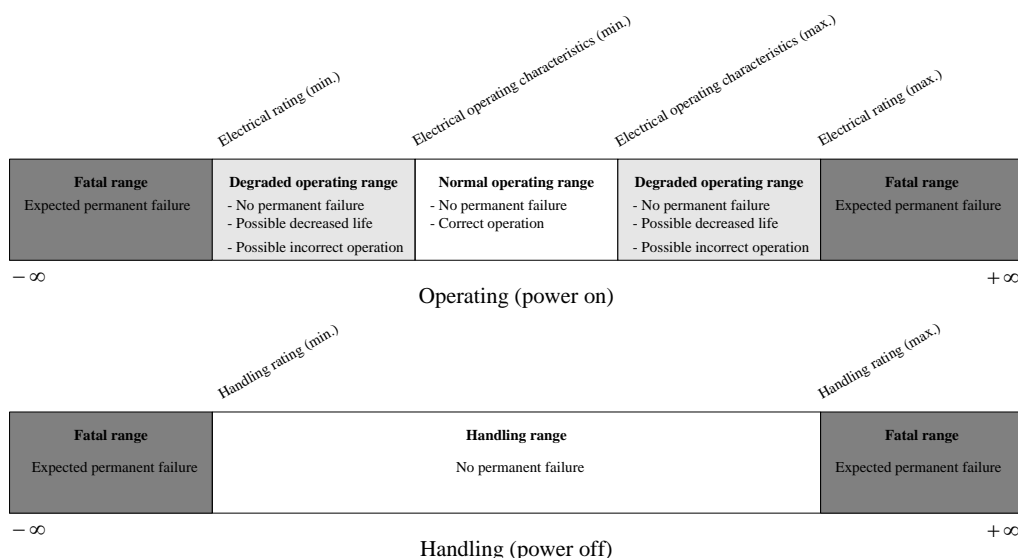 Electrical rating (min.)
Electrical operating characteristics (min.)
Electrical operating characteristics (max.)
Electrical rating (max.)
Fatal range
Expected permanent failure
Degraded operating range
- No permanent failure
- Possible decreased life
- Possible incorrect operation
Normal operating range
- No permanent failure
- Correct operation
Degraded operating range
- No permanent failure
- Possible decreased life
- Possible incorrect operation
Fatal range
Expected permanent failure
−∞
+∞
Operating (power on)
Handling rating (min.)
Handling rating (max.)
Fatal range
Expected permanent failure
Handling range
No permanent failure
Fatal range
Expected permanent failure
−∞
+∞
Handling (power off)